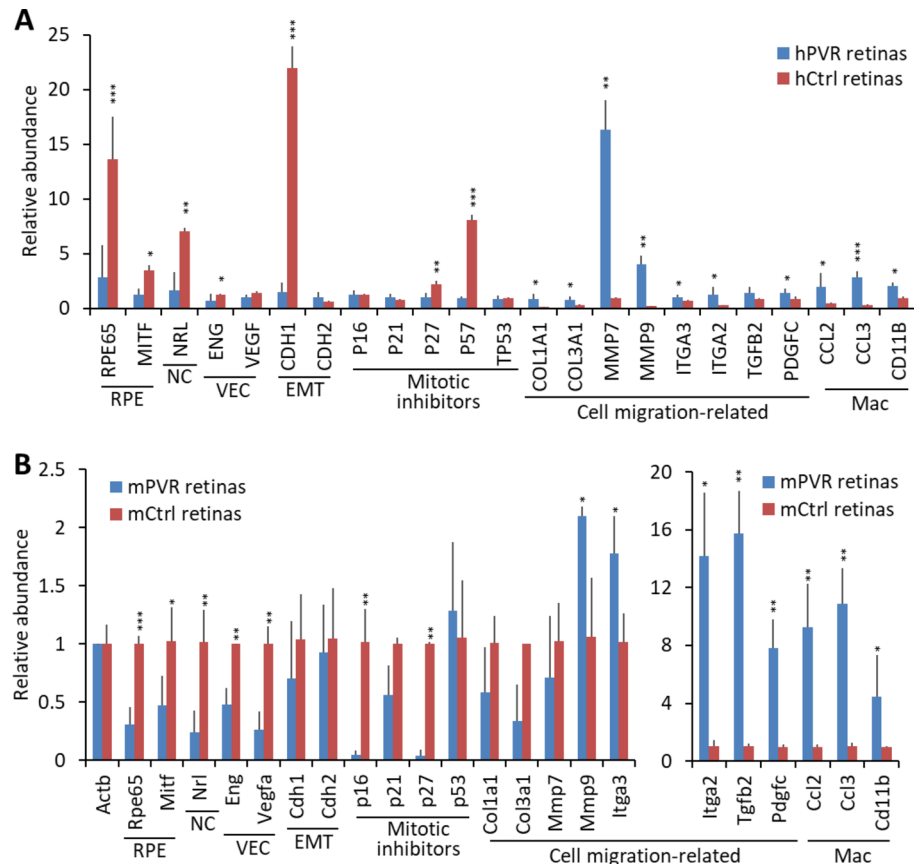 A
25
20
15
10
5
0
Relative abundance
hPVR retinas
hCtrl retinas
*** * ** * *** ** *** * * ** ** * * * * *** *
RPE65 MITF NRL ENG VEGF CDH1 CDH2 P16 P21 P27 P57 TP53 COL1A1 COL3A1 MMP7 MMP9 ITGA3 ITGA2 TGFB2 PDGFC CCL2 CCL3 CD11B
RPE NC VEC EMT Mitotic inhibitors Cell migration-related Mac
B
2.5
2
1.5
1
0.5
0
Relative abundance
mPVR retinas
mCtrl retinas
*** * ** ** ** ** ** * *
Actb Rpe65 Mitf Nrl Eng Vegfa Cdh1 Cdh2 p16 p21 p27 p53 Col1a1 Col3a1 Mmp7 Mmp9 Itga3
20
16
12
8
4
0
mPVR retinas
mCtrl retinas
* ** ** ** ** *
Itga2 Tgfb2 Pdgfc Ccl2 Ccl3 Cd11b
RPE NC VEC EMT Mitotic inhibitors Cell migration-related Mac